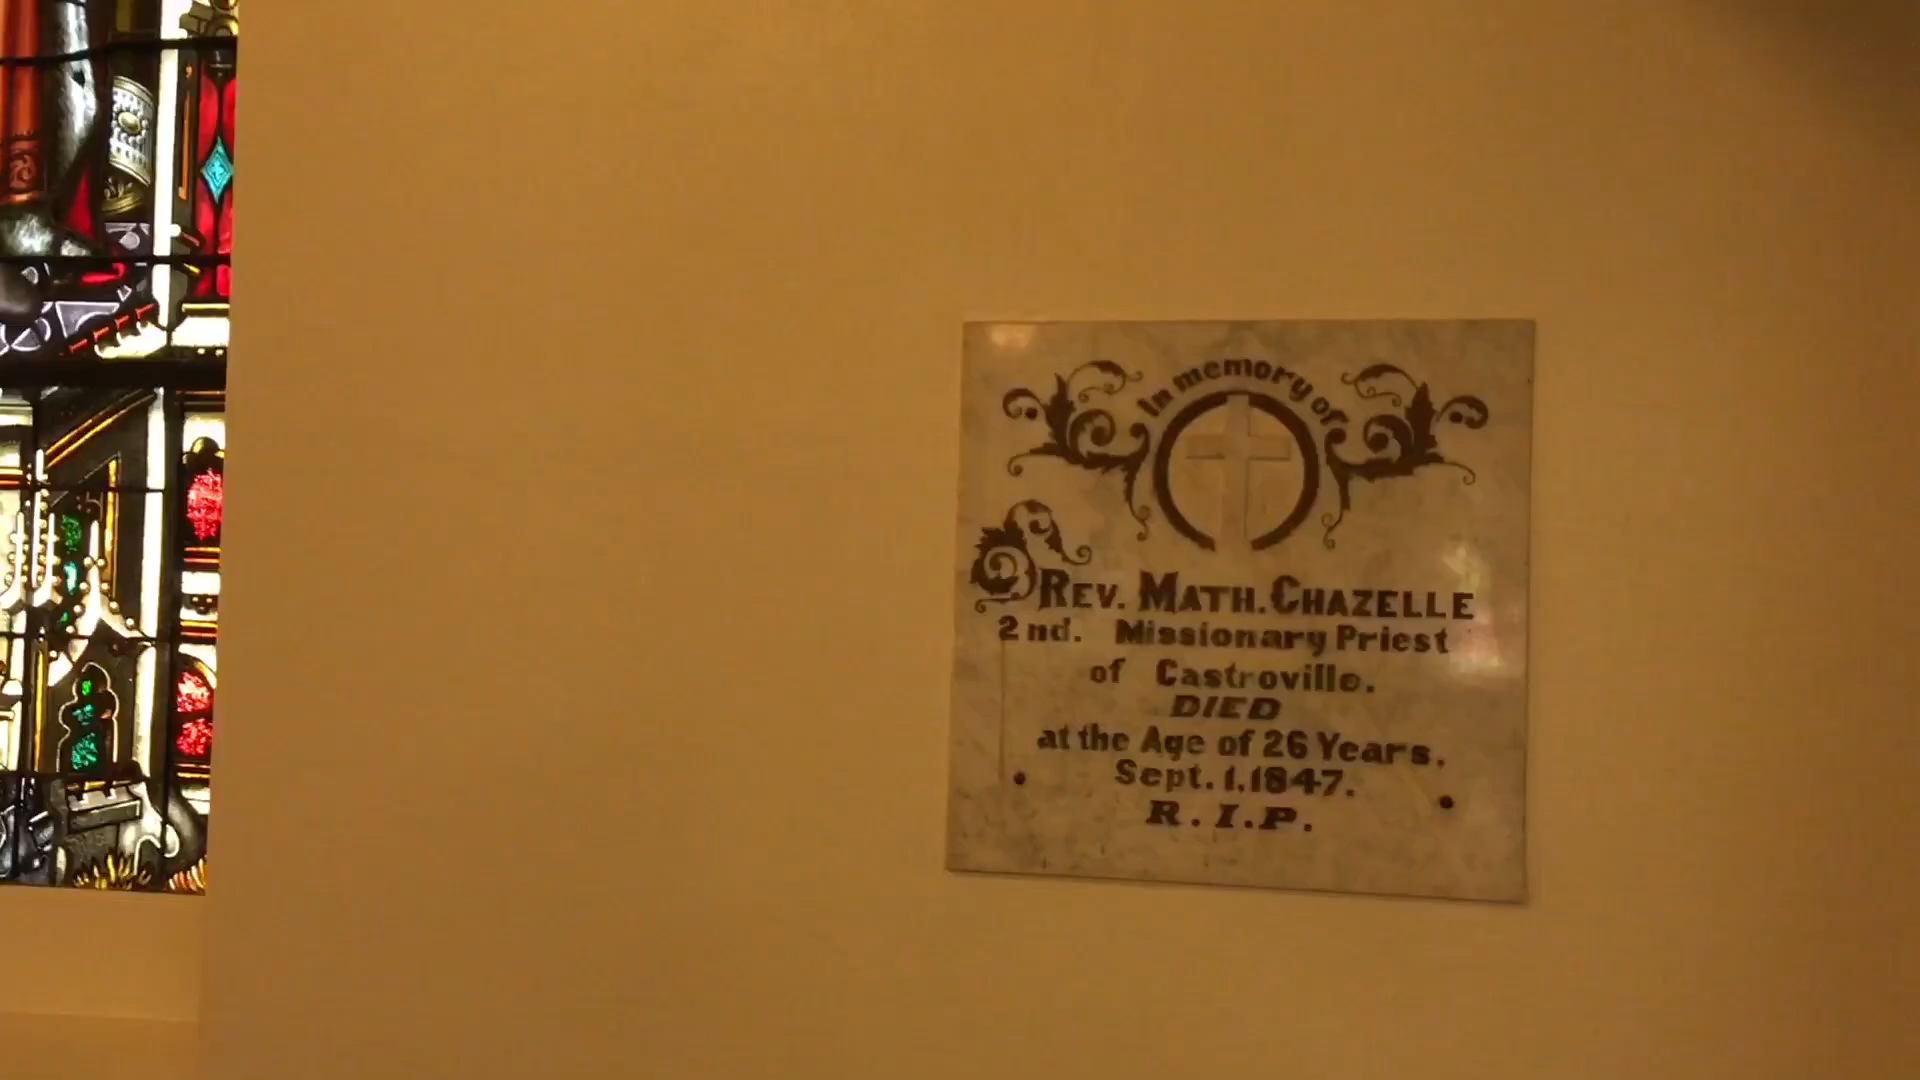 In memory of
REV. MATH. CHAZELLE
2nd. Missionary Priest
of Castroville.
DIED
at the Age of 26 Years.
Sept. 1, 1847.
R. I. P.